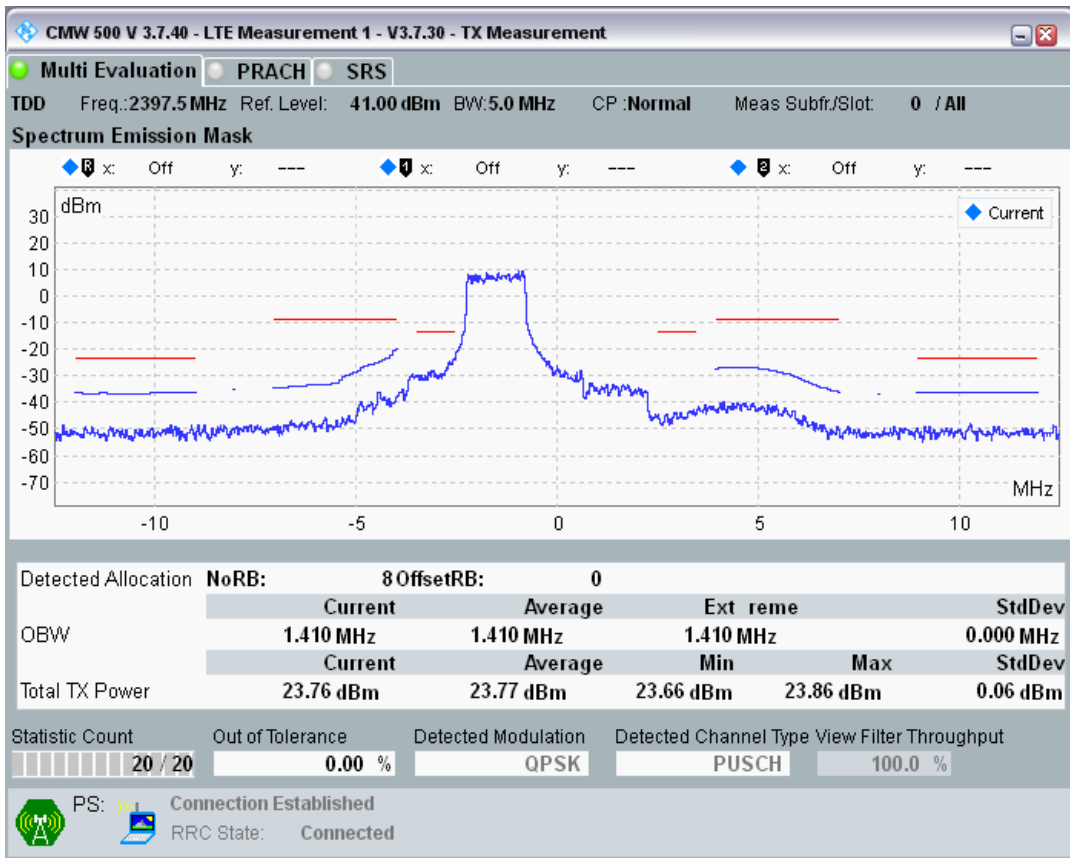 CMW 500 V 3.7.40 - LTE Measurement 1 - V3.7.30 - TX Measurement
Multi Evaluation PRACH SRS
TDD Freq.:2397.5 MHz Ref. Level: 41.00 dBm BW:5.0 MHz CP :Normal Meas Subfr./Slot: 0 / All
Spectrum Emission Mask
R x: Off y: --- 1 x: Off y: --- 2 x: Off y: ---
dBm
Current
30
20
10
0
-10
-20
-30
-40
-50
-60
-70
MHz
-10 -5 0 5 10
Detected Allocation NoRB: 8 OffsetRB: 0
Current Average Ext reme StdDev
OBW 1.410 MHz 1.410 MHz 1.410 MHz 0.000 MHz
Current Average Min Max StdDev
Total TX Power 23.76 dBm 23.77 dBm 23.66 dBm 23.86 dBm 0.06 dBm
Statistic Count Out of Tolerance Detected Modulation Detected Channel Type View Filter Throughput
20 / 20 0.00 % QPSK PUSCH 100.0 %
PS: Connection Established
RRC State: Connected